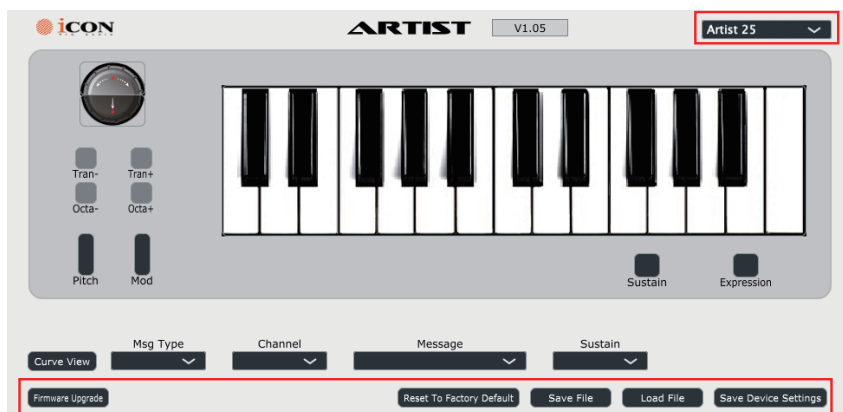 icon
ARTIST
V1.05
Artist 25
Tran-
Tran+
Octa-
Octa+
Pitch
Mod
Sustain
Expression
Msg Type
Channel
Message
Sustain
Curve View
Firmware Upgrade
Reset To Factory Default
Save File
Load File
Save Device Settings